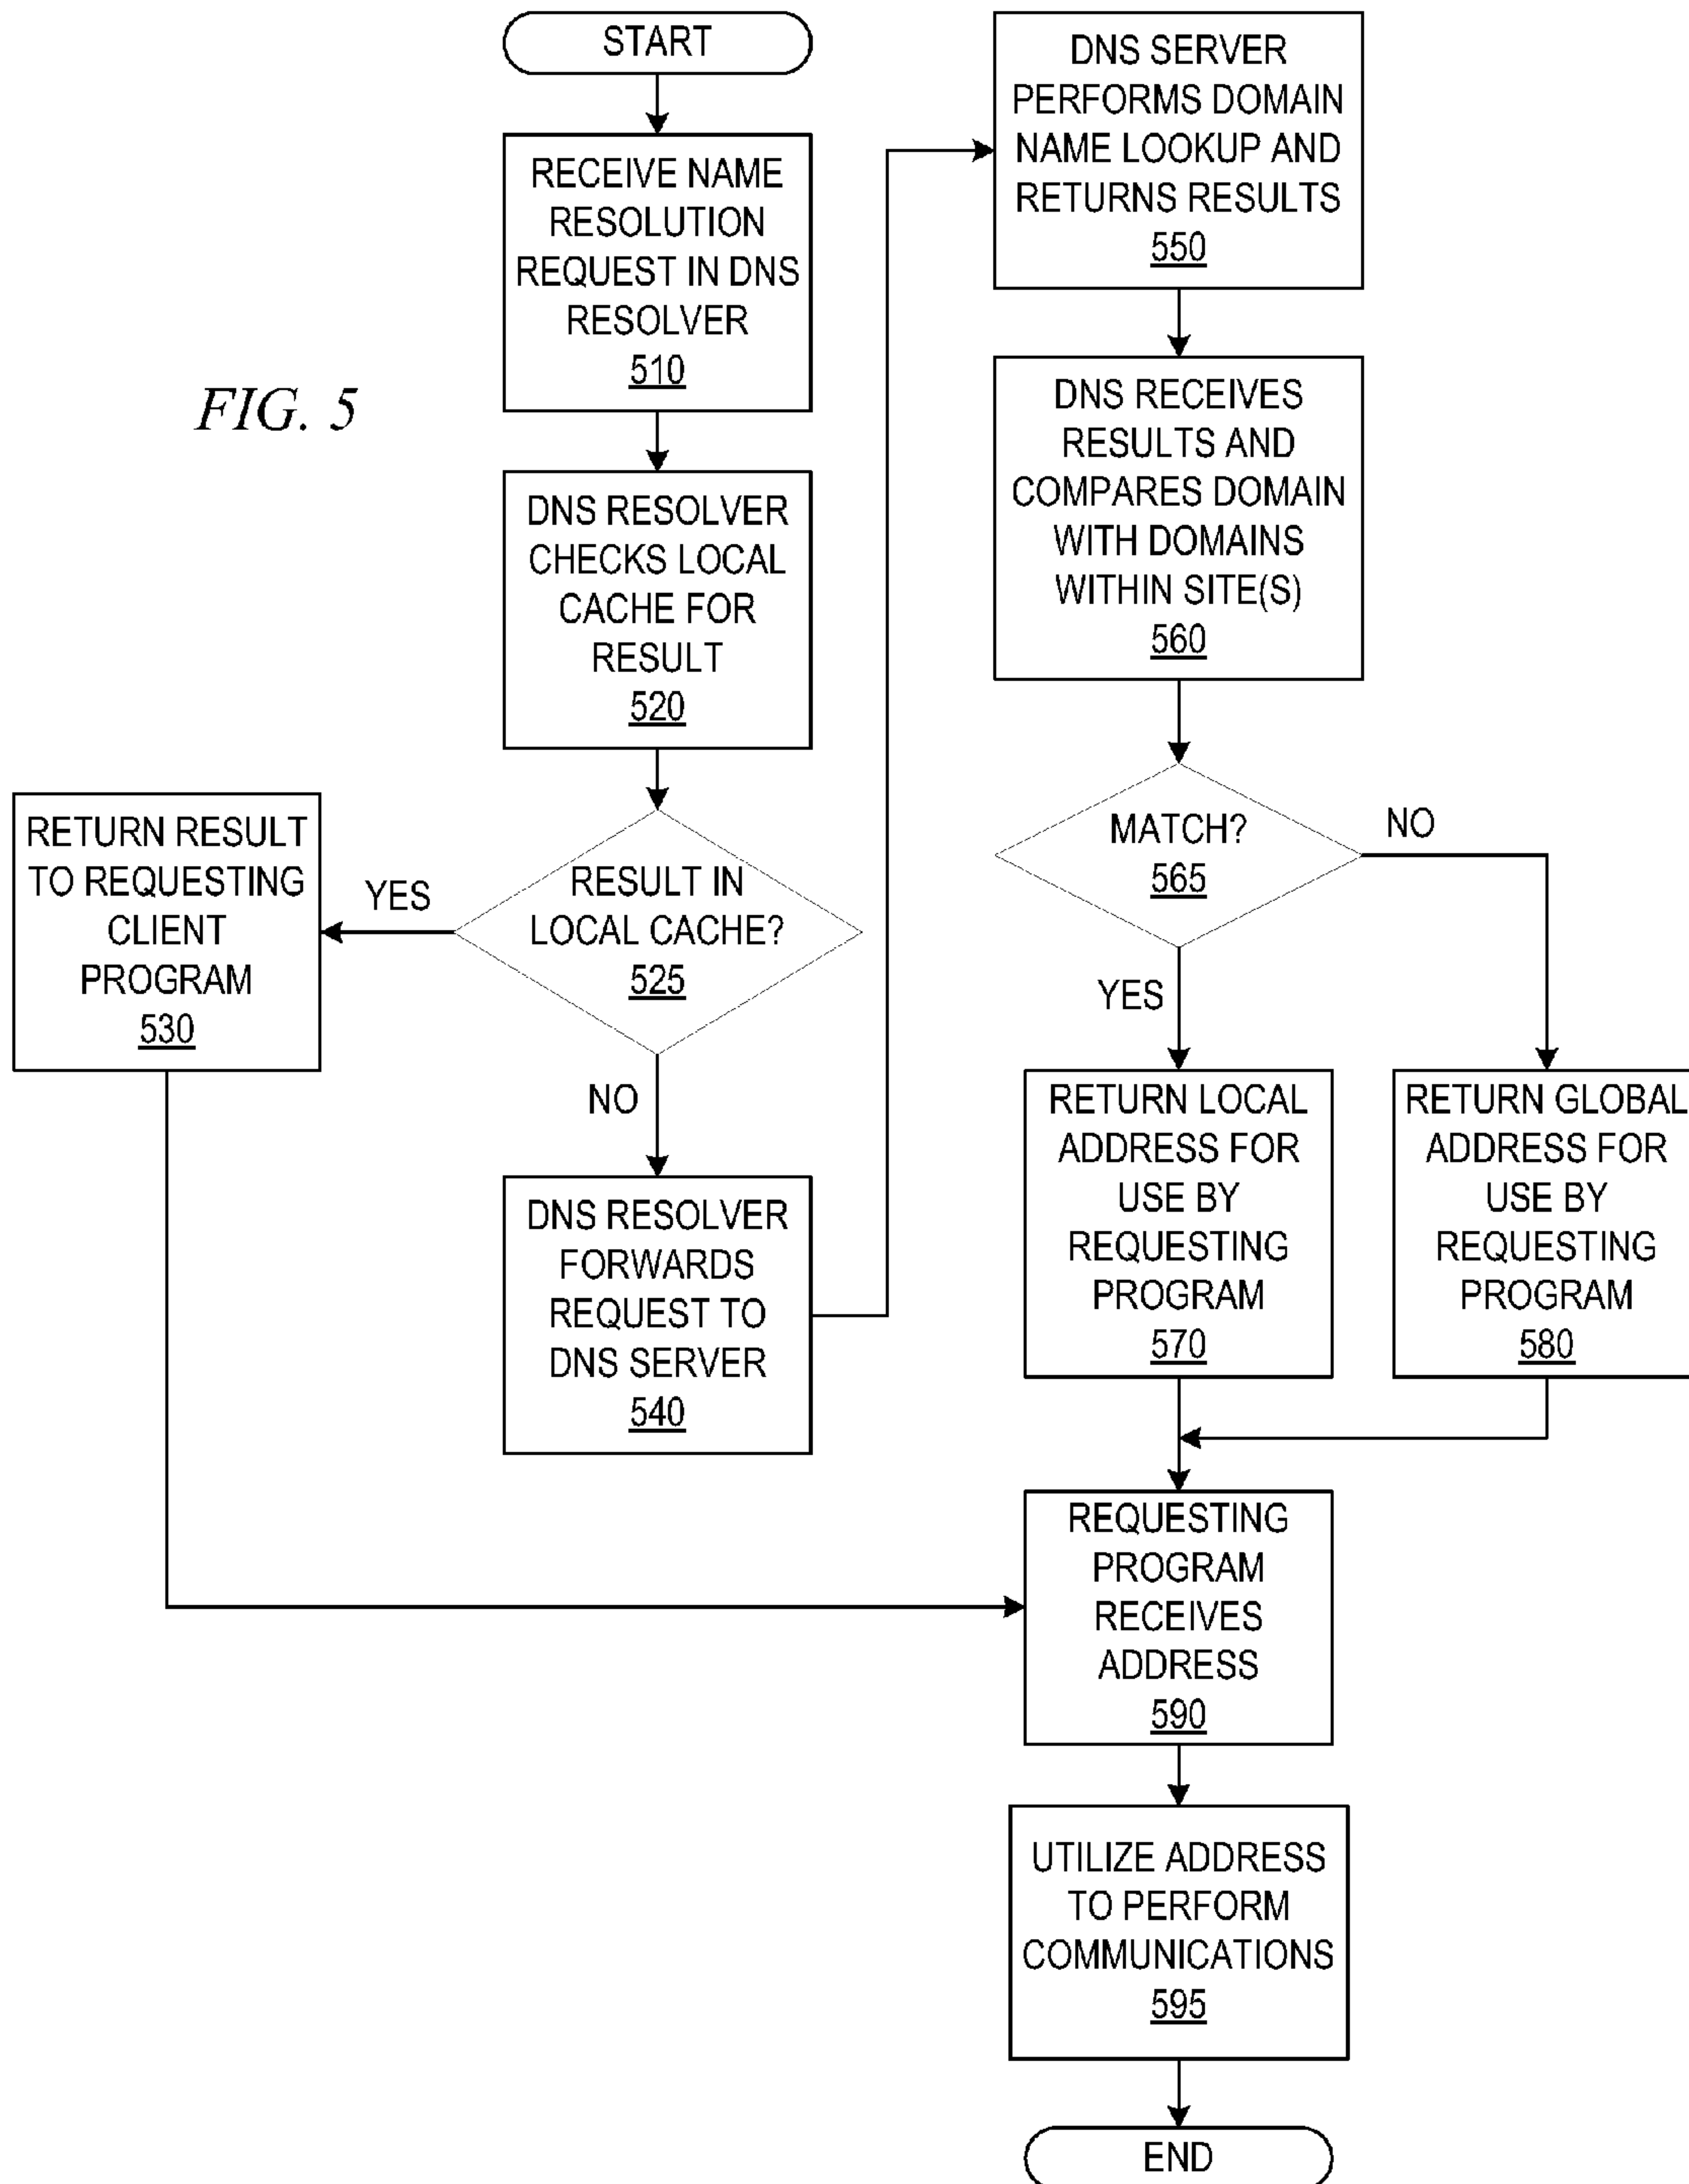 FIG. 5
START
RECEIVE NAME
RESOLUTION
REQUEST IN DNS
RESOLVER
510
DNS RESOLVER
CHECKS LOCAL
CACHE FOR
RESULT
520
RESULT IN
LOCAL CACHE?
525
YES
RETURN RESULT
TO REQUESTING
CLIENT
PROGRAM
530
NO
DNS RESOLVER
FORWARDS
REQUEST TO
DNS SERVER
540
DNS SERVER
PERFORMS DOMAIN
NAME LOOKUP AND
RETURNS RESULTS
550
DNS RECEIVES
RESULTS AND
COMPARES DOMAIN
WITH DOMAINS
WITHIN SITE(S)
560
MATCH?
565
NO
YES
RETURN LOCAL
ADDRESS FOR
USE BY
REQUESTING
PROGRAM
570
RETURN GLOBAL
ADDRESS FOR
USE BY
REQUESTING
PROGRAM
580
REQUESTING
PROGRAM
RECEIVES
ADDRESS
590
UTILIZE ADDRESS
TO PERFORM
COMMUNICATIONS
595
END